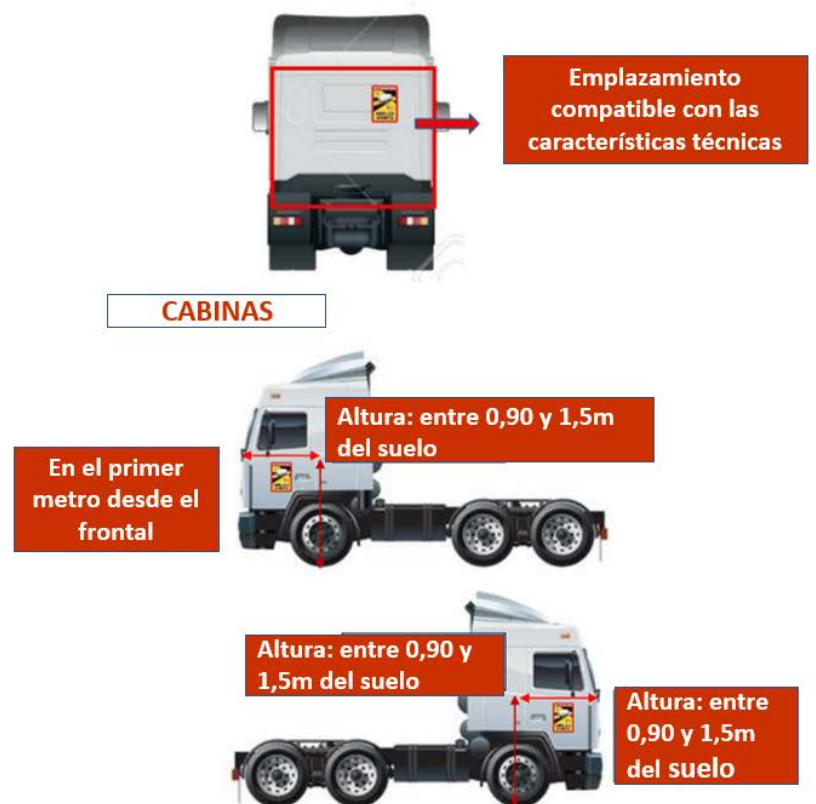 Emplazamiento
compatible con las
características técnicas
CABINAS
Altura: entre 0,90 y 1,5m
del suelo
En el primer
metro desde el
frontal
Altura: entre 0,90 y
1,5m del suelo
Altura: entre
0,90 y 1,5m
del suelo